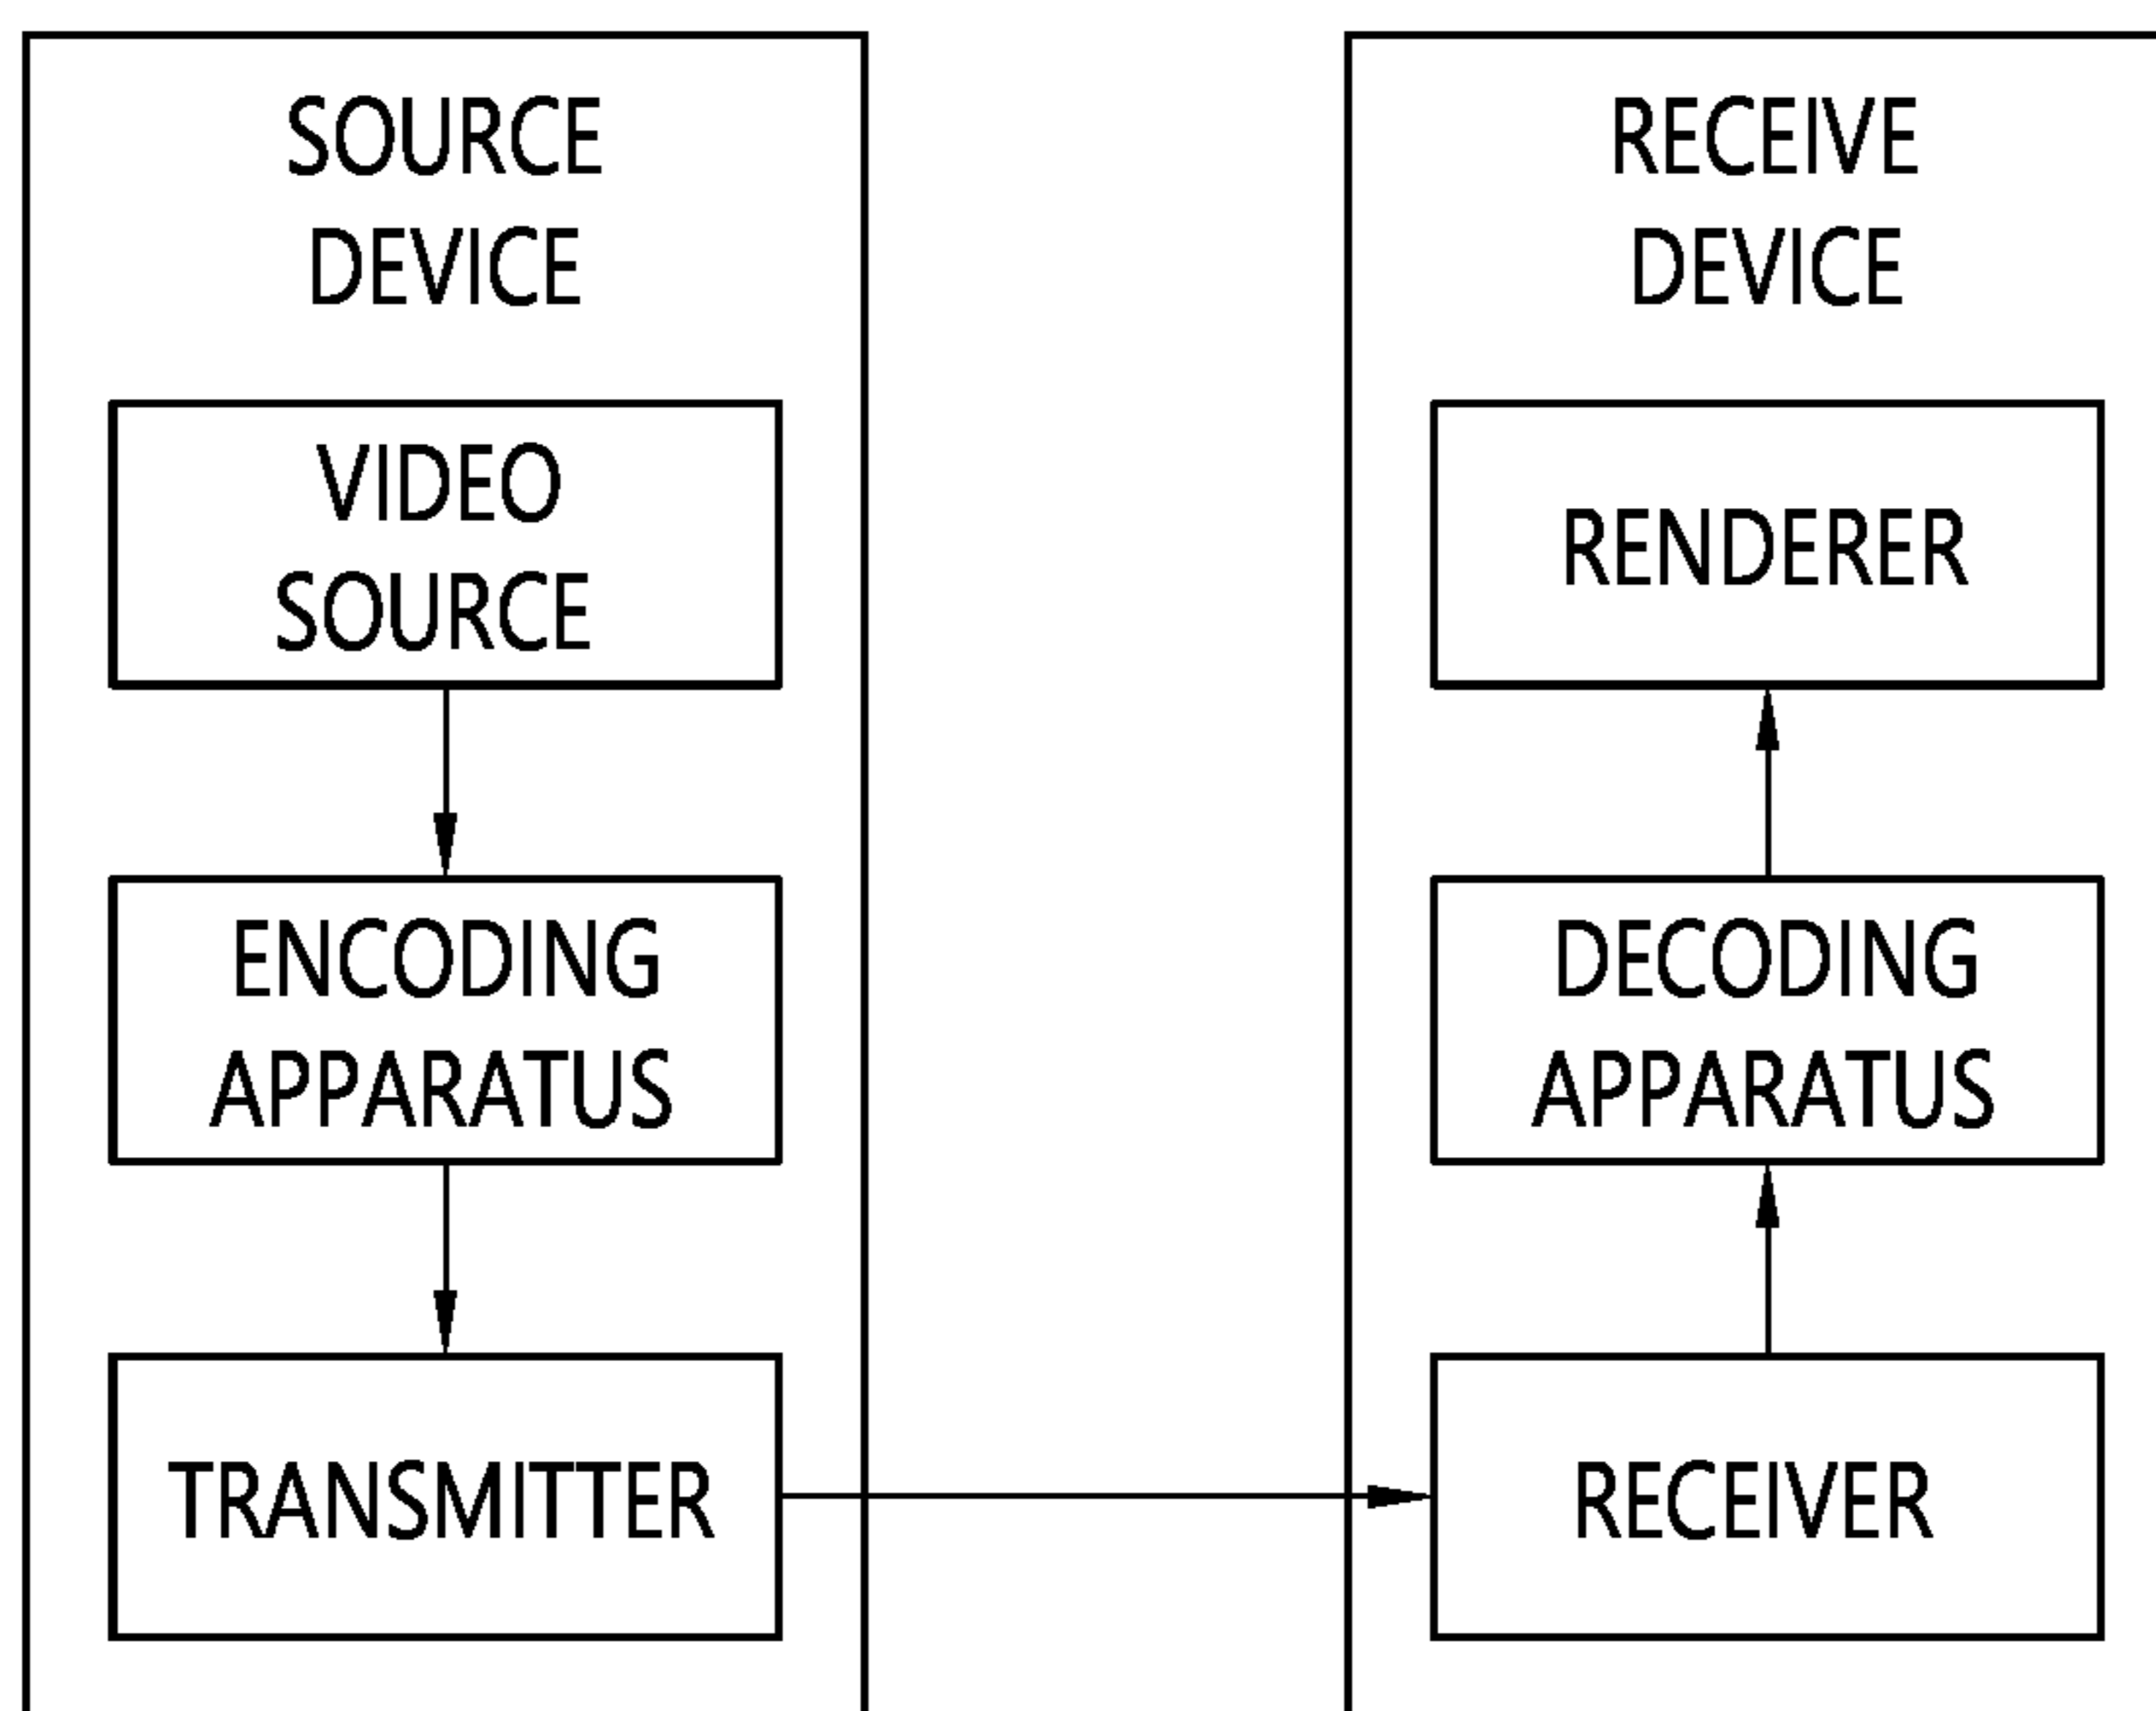 SOURCE
DEVICE
VIDEO
SOURCE
ENCODING
APPARATUS
TRANSMITTER
RECEIVE
DEVICE
RENDERER
DECODING
APPARATUS
RECEIVER